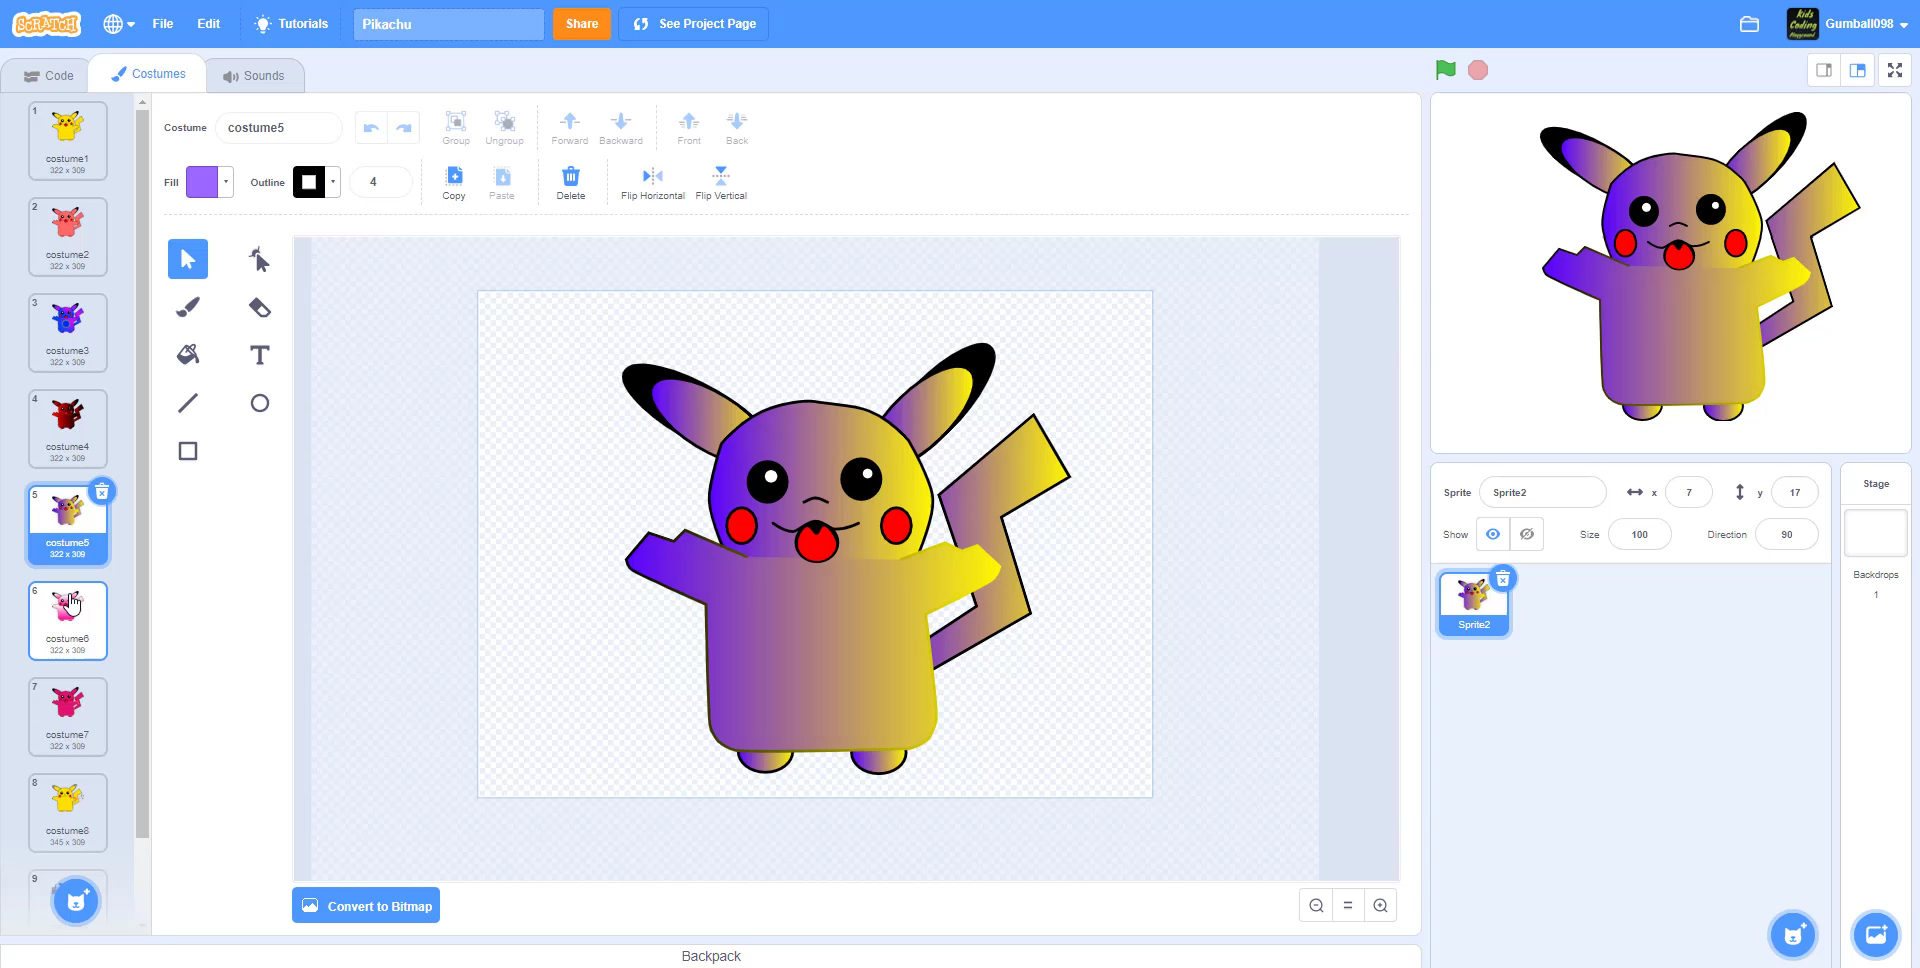 SCRATCH File Edit Tutorials Pikachu Share See Project Page Kids Coding Playground Gumball098
Code Costumes Sounds
1
costume1
322 x 309
2
costume2
322 x 309
3
costume3
322 x 309
4
costume4
322 x 309
5
costume5
322 x 309
6
costume6
322 x 309
7
costume7
322 x 309
8
costume8
345 x 309
9
Costume costume5 Group Ungroup Forward Backward Front Back
Fill Outline 4 Copy Paste Delete Flip Horizontal Flip Vertical
Convert to Bitmap
Backpack
Sprite Sprite2 x 7 y 17
Show Size 100 Direction 90
Sprite2
Stage
Backdrops
1